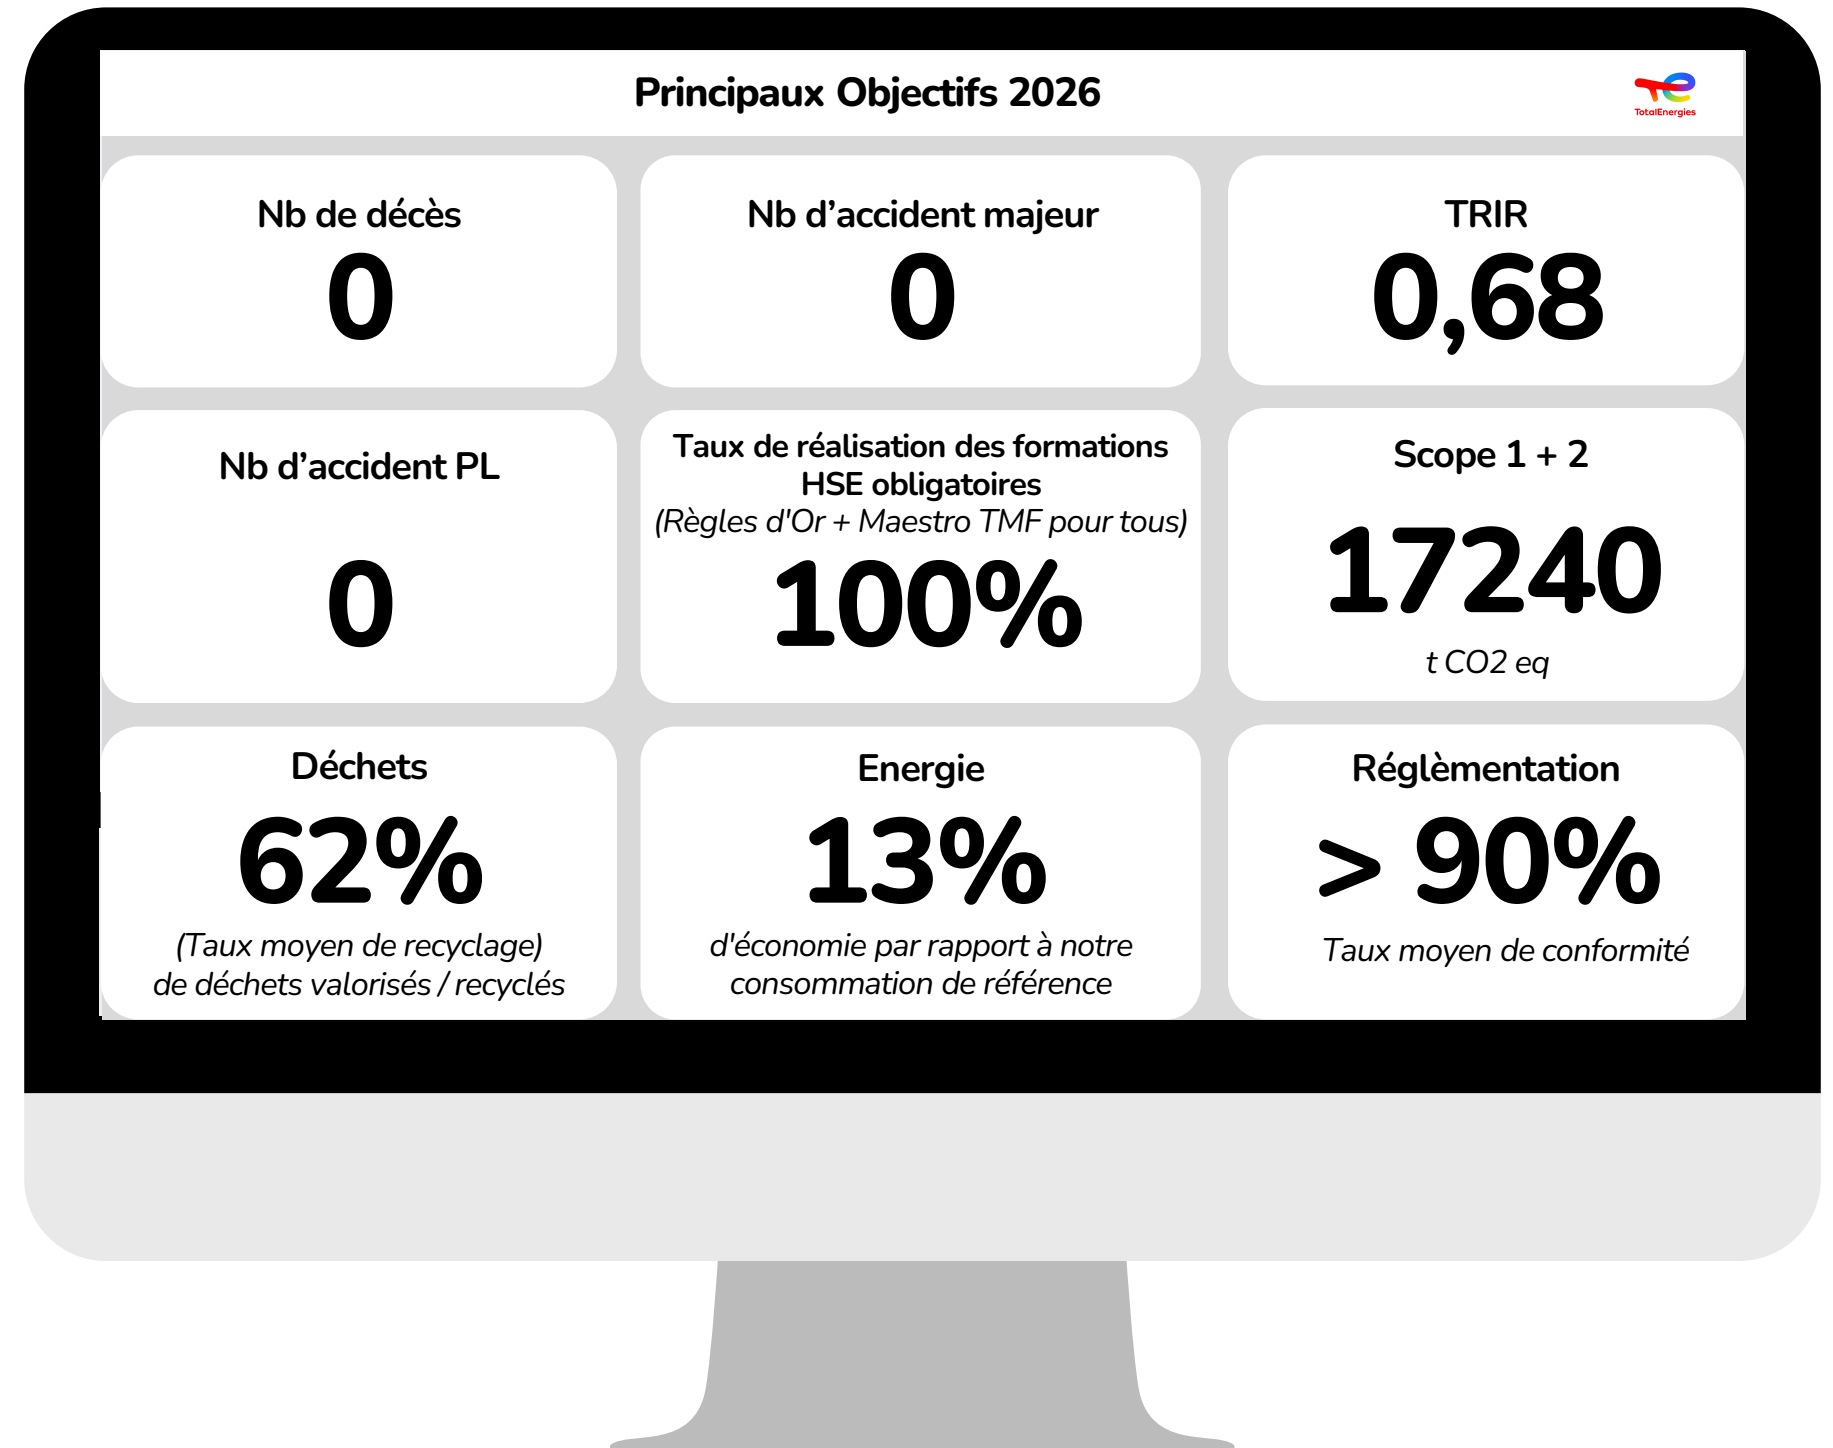 Principaux Objectifs 2026
TotalEnergies
Nb de décès
0
Nb d’accident majeur
0
TRIR
0,68
Nb d’accident PL
0
Taux de réalisation des formations
HSE obligatoires
(Règles d'Or + Maestro TMF pour tous)
100%
Scope 1 + 2
17240
t CO2 eq
Déchets
62%
(Taux moyen de recyclage)
de déchets valorisés / recyclés
Energie
13%
d'économie par rapport à notre
consommation de référence
Réglèmentation
> 90%
Taux moyen de conformité